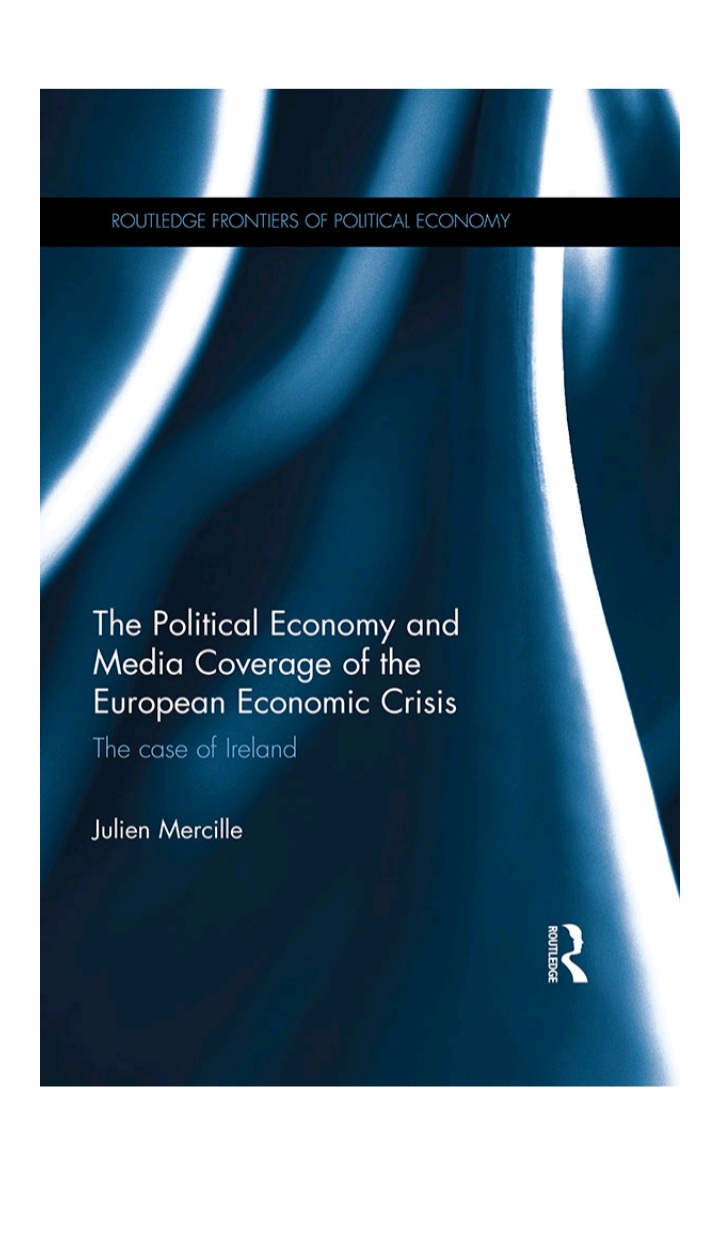 ROUTLEDGE FRONTIERS OF POLITICAL ECONOMY
The Political Economy and
Media Coverage of the
European Economic Crisis
The case of Ireland
Julien Mercille
ROUTLEDGE